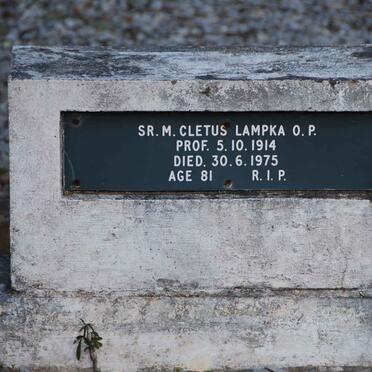 SR. M. CLETUS LAMPKA O.P.
PROF. 5.10.1914
DIED. 30.6.1975
AGE 81 R.I.P.